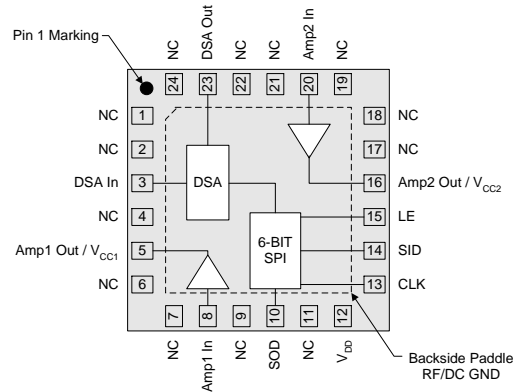 Pin 1 Marking
NC
DSA Out
NC
NC
Amp2 In
NC
24
23
22
21
20
19
NC
1
18
NC
NC
2
17
NC
DSA In
3
DSA
16
Amp2 Out / VCC2
NC
4
15
LE
Amp1 Out / VCC1
5
6-BIT
SPI
14
SID
NC
6
13
CLK
7
8
9
10
11
12
NC
Amp1 In
NC
SOD
NC
VDD
Backside Paddle
RF/DC GND